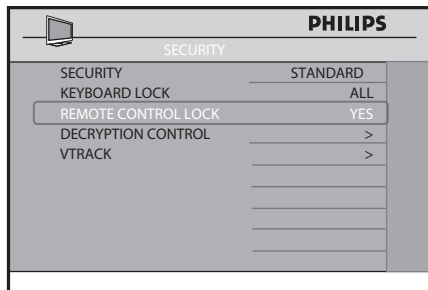 PHILIPS
SECURITY
SECURITY STANDARD
KEYBOARD LOCK ALL
REMOTE CONTROL LOCK YES
DECRYPTION CONTROL >
VTRACK >